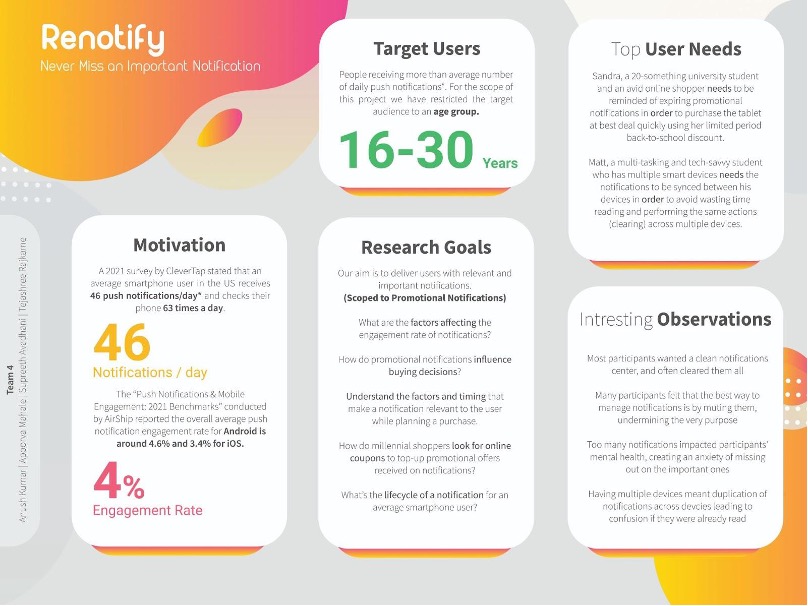 Renotify
Never Miss an Important Notification
Team 4
Anush Kumar | Apoorva Mahale | Supreeth Avadhani | Tejashree Rajkarne
Motivation
A 2021 survey by CleverTap stated that an
average smartphone user in the US receives
46 push notifications/day* and checks their
phone 63 times a day.
46
Notifications / day
The "Push Notifications & Mobile
Engagement: 2021 Benchmarks" conducted
by AirShip reported the overall average push
notification engagement rate for Android is
around 4.6% and 3.4% for iOS.
4%
Engagement Rate
Target Users
People receiving more than average number
of daily push notifications*. For the scope of
this project we have restricted the target
audience to an age group.
16-30 Years
Research Goals
Our aim is to deliver users with relevant and
important notifications.
(Scoped to Promotional Notifications)
What are the factors affecting the
engagement rate of notifications?
How do promotional notifications influence
buying decisions?
Understand the factors and timing that
make a notification relevant to the user
while planning a purchase.
How do millennial shoppers look for online
coupons to top-up promotional offers
received on notifications?
What's the lifecycle of a notification for an
average smartphone user?
Top User Needs
Sandra, a 20-something university student
and an avid online shopper needs to be
reminded of expiring promotional
notifications in order to purchase the tablet
at best deal quickly using her limited period
back-to-school discount.
Matt, a multi-tasking and tech-savvy student
who has multiple smart devices needs the
notifications to be synced between his
devices in order to avoid wasting time
reading and performing the same actions
(clearing) across multiple devices.
Intresting Observations
Most participants wanted a clean notifications
center, and often cleared them all
Many participants felt that the best way to
manage notifications is by muting them,
undermining the very purpose
Too many notifications impacted participants'
mental health, creating an anxiety of missing
out on the important ones
Having multiple devices meant duplication of
notifications across devcies leading to
confusion if they were already read